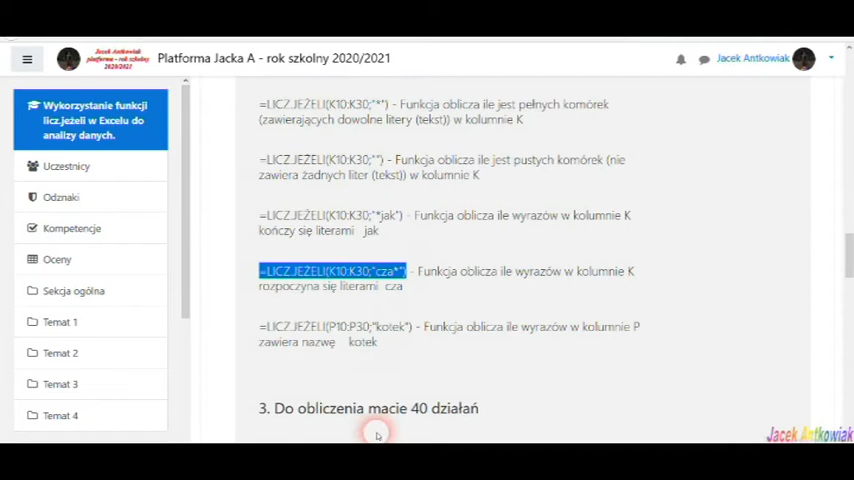 Jacek Antkowiak
platforma - rok szkolny
2020/2021
Platforma Jacka A - rok szkolny 2020/2021
Jacek Antkowiak
Wykorzystanie funkcji
licz.jeżeli w Excelu do
analizy danych.
Uczestnicy
Odznaki
Kompetencje
Oceny
Sekcja ogólna
Temat 1
Temat 2
Temat 3
Temat 4
=LICZ.JEŻELI(K10:K30;"*") - Funkcja oblicza ile jest pełnych komórek
(zawierających dowolne litery (tekst)) w kolumnie K
=LICZ.JEŻELI(K10:K30;"") - Funkcja oblicza ile jest pustych komórek (nie
zawiera żadnych liter (tekst)) w kolumnie K
=LICZ.JEŻELI(K10:K30;"*jak") - Funkcja oblicza ile wyrazów w kolumnie K
kończy się literami jak
=LICZ.JEŻELI(K10:K30;"cza*") - Funkcja oblicza ile wyrazów w kolumnie K
rozpoczyna się literami cza
=LICZ.JEŻELI(P10:P30;"kotek") - Funkcja oblicza ile wyrazów w kolumnie P
zawiera nazwę kotek
3. Do obliczenia macie 40 działań
Jacek Antkowiak